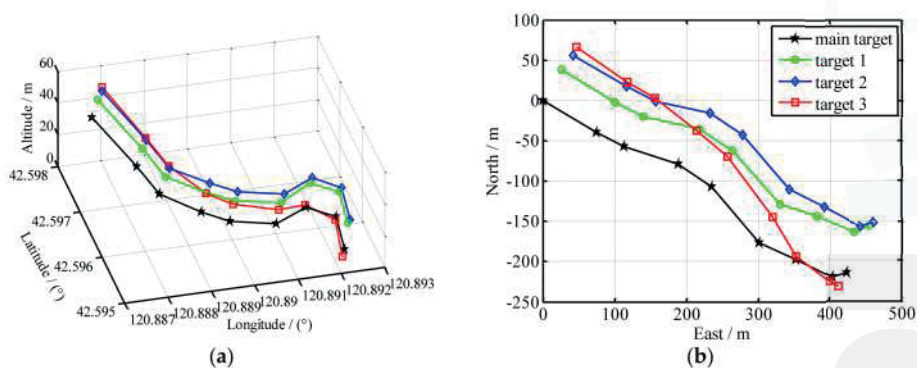 60
40
20
0
Altitude / m
42.598
42.597
42.596
42.595
Latitude / (°)
120.887
120.888
120.889
120.89
120.891
120.892
120.893
Longitude / (°)
(a)
100
50
0
-50
-100
-150
-200
-250
North / m
main target
target 1
target 2
target 3
0
100
200
300
400
500
East / m
(b)